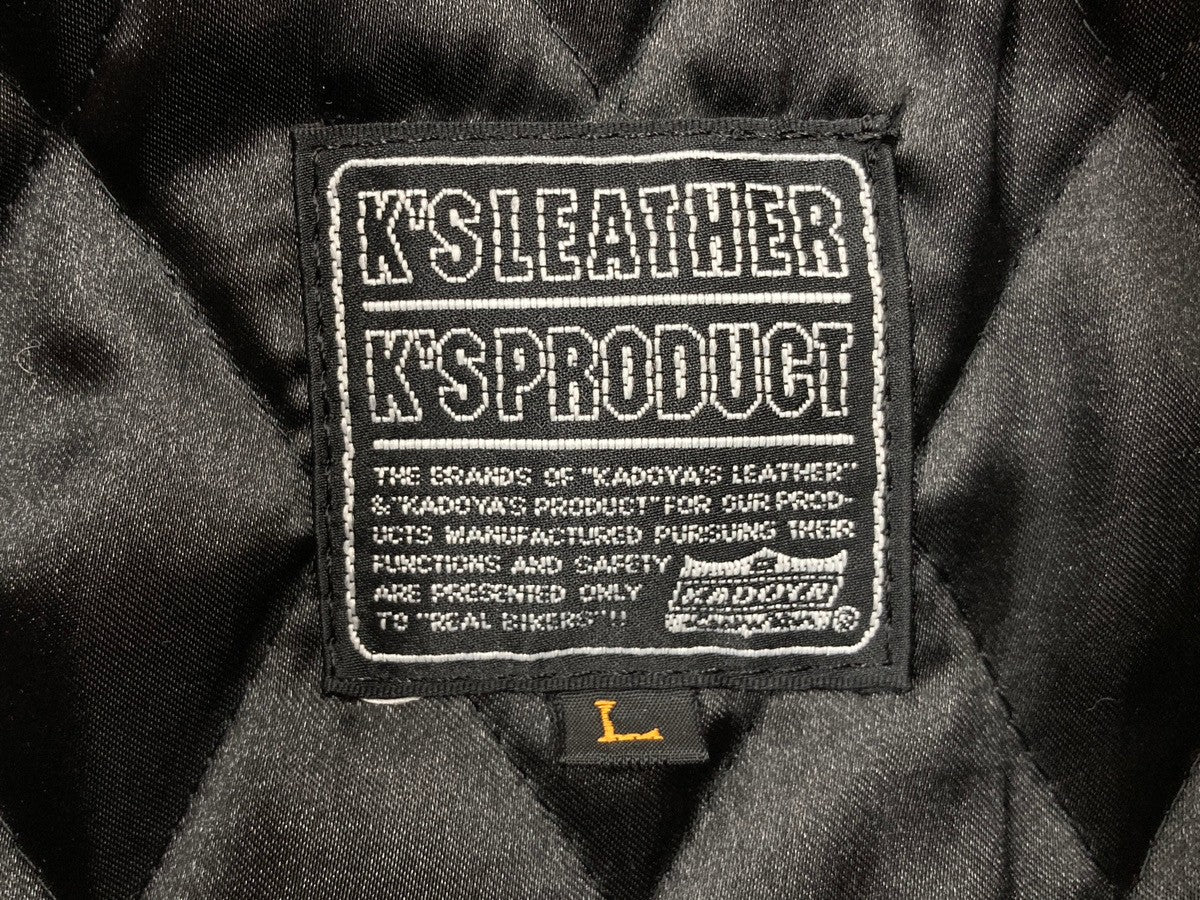 K'S LEATHER
K'S PRODUCT
THE BRANDS OF "KADOYA'S LEATHER"
& "KADOYA'S PRODUCT" FOR OUR PROD-
UCTS MANUFACTURED PURSUING THEIR
FUNCTIONS AND SAFETY
ARE PRESENTED ONLY
TO "REAL BIKERS"!!
KADOYA
®
L